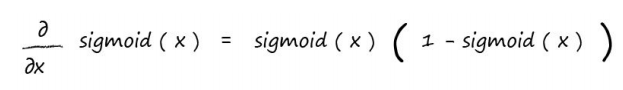 ∂/∂x sigmoid ( x ) = sigmoid ( x ) ( 1 - sigmoid ( x ) )